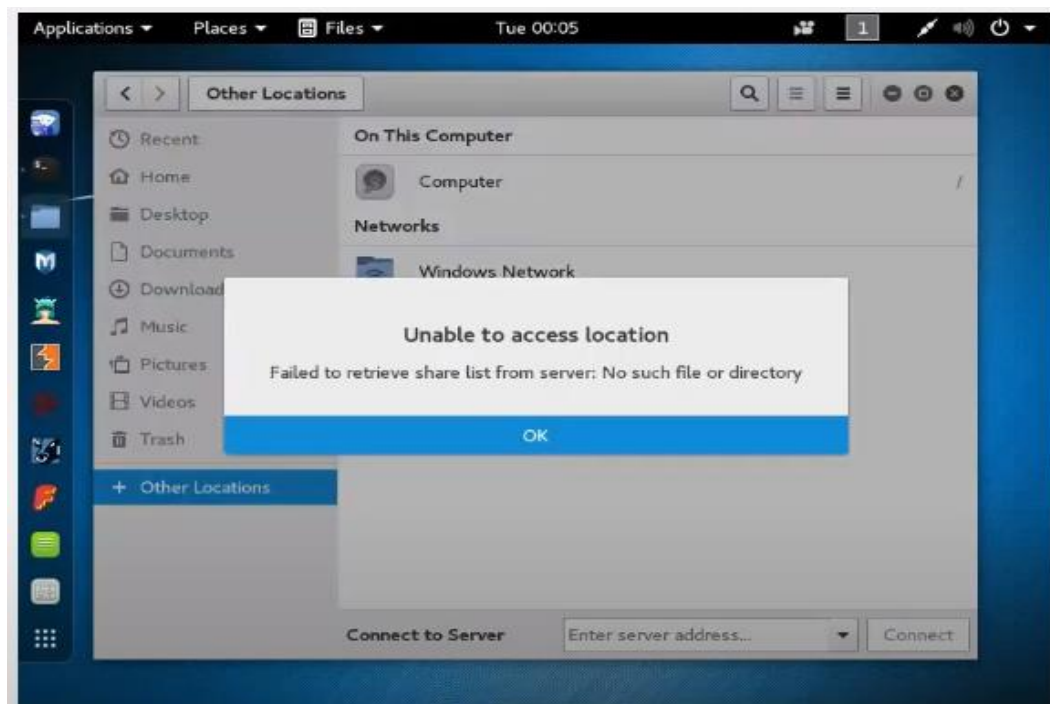 Applications Places Files Tue 00:05 1
Other Locations
Recent
Home
Desktop
Documents
Download
Music
Pictures
Videos
Trash
+ Other Locations
On This Computer
Computer /
Networks
Windows Network
Unable to access location
Failed to retrieve share list from server: No such file or directory
OK
Connect to Server Enter server address... Connect